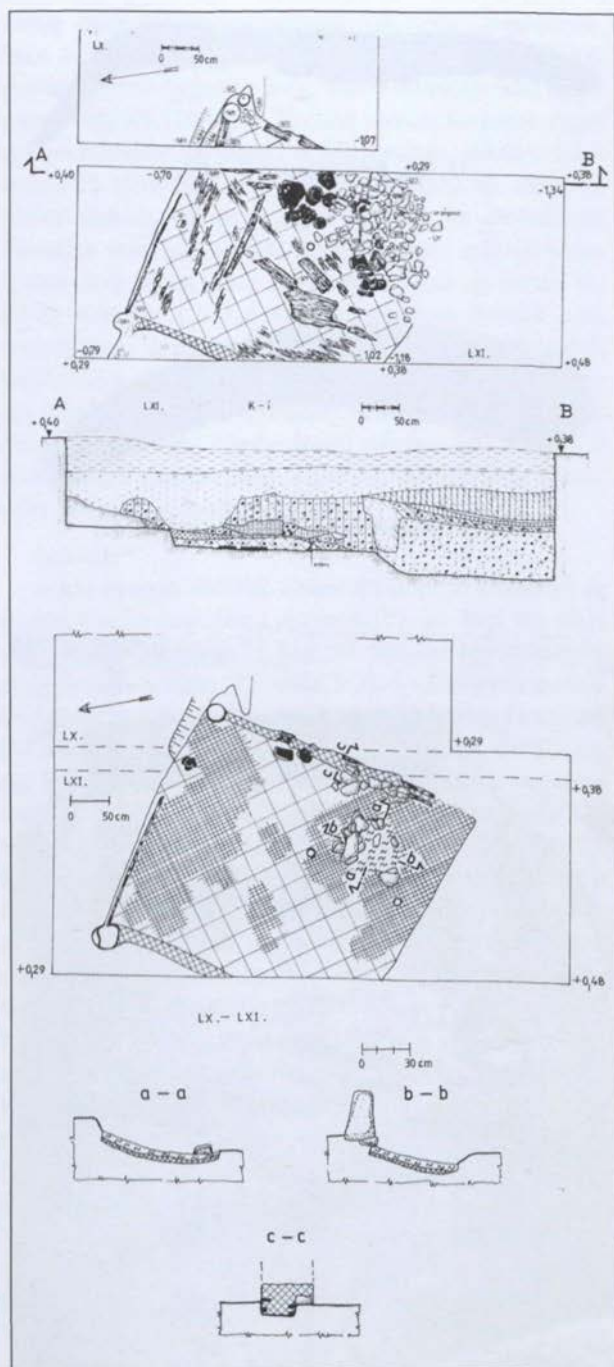 LX.
0 50cm
-1,07
A B
+0,40 -0,70 +0,29 +0,38
-1,34
-0,79 -1,02 -1,18 LXI.
+0,29 +0,38 +0,48
A LXI. K-i 0 50cm B
+0,40 +0,38
LX.
+0,29
LXI.
+0,38
0 50cm
c c
a
b b
a
+0,29 +0,48
LX.- LXI.
0 30cm
a-a b-b
c-c